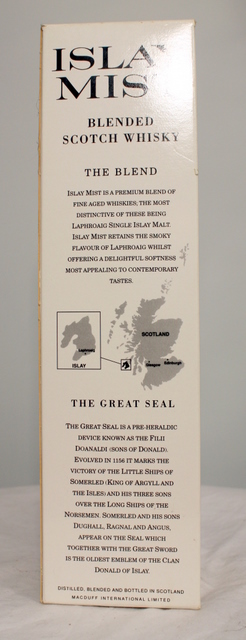 ISLAY
MIST
BLENDED
SCOTCH WHISKY
THE BLEND
ISLAY MIST IS A PREMIUM BLEND OF
FINE AGED WHISKIES; THE MOST
DISTINCTIVE OF THESE BEING
LAPHROAIG SINGLE ISLAY MALT.
ISLAY MIST RETAINS THE SMOKY
FLAVOUR OF LAPHROAIG WHILST
OFFERING A DELIGHTFUL SOFTNESS
MOST APPEALING TO CONTEMPORARY
TASTES.
SCOTLAND
Laphroaig
Glasgow
Edinburgh
ISLAY
THE GREAT SEAL
THE GREAT SEAL IS A PRE-HERALDIC
DEVICE KNOWN AS THE FILII
DOANALDI (SONS OF DONALD).
EVOLVED IN 1156 IT MARKS THE
VICTORY OF THE LITTLE SHIPS OF
SOMERLED (KING OF ARGYLL AND
THE ISLES) AND HIS THREE SONS
OVER THE LONG SHIPS OF THE
NORSEMEN. SOMERLED AND HIS SONS
DUGHALL, RAGNAL AND ANGUS,
APPEAR ON THE SEAL WHICH
TOGETHER WITH THE GREAT SWORD
IS THE OLDEST EMBLEM OF THE CLAN
DONALD OF ISLAY.
DISTILLED, BLENDED AND BOTTLED IN SCOTLAND
MACDUFF INTERNATIONAL LIMITED